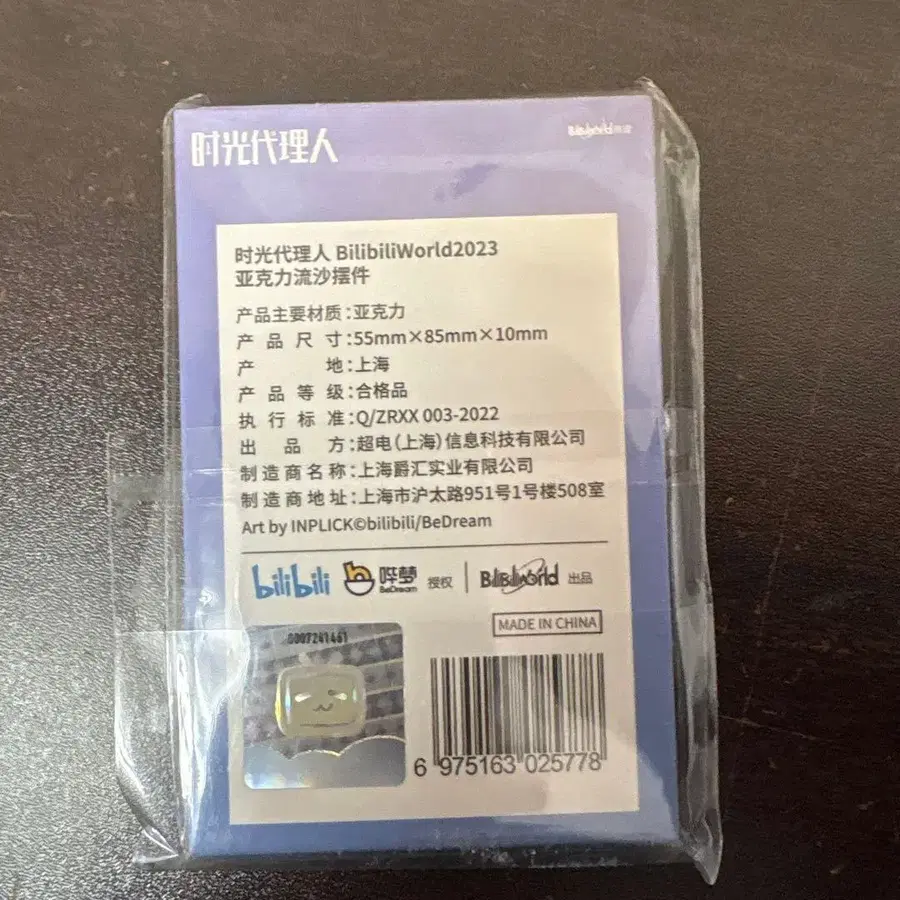 时光代理人
时光代理人 BilibiliWorld2023
亚克力流沙摆件
产品主要材质:亚克力
产品尺寸:55mm×85mm×10mm
产地:上海
产品等级:合格品
执行标准:Q/ZRXX 003-2022
出品方:超电(上海)信息科技有限公司
制造商名称:上海爵汇实业有限公司
制造商地址:上海市沪太路951号1号楼508室
Art by INPLICK©bilibili/BeDream
bilibili 哔梦 BeDream 授权 BilibiliWorld 出品
MADE IN CHINA
0007241461
6 975163 025778